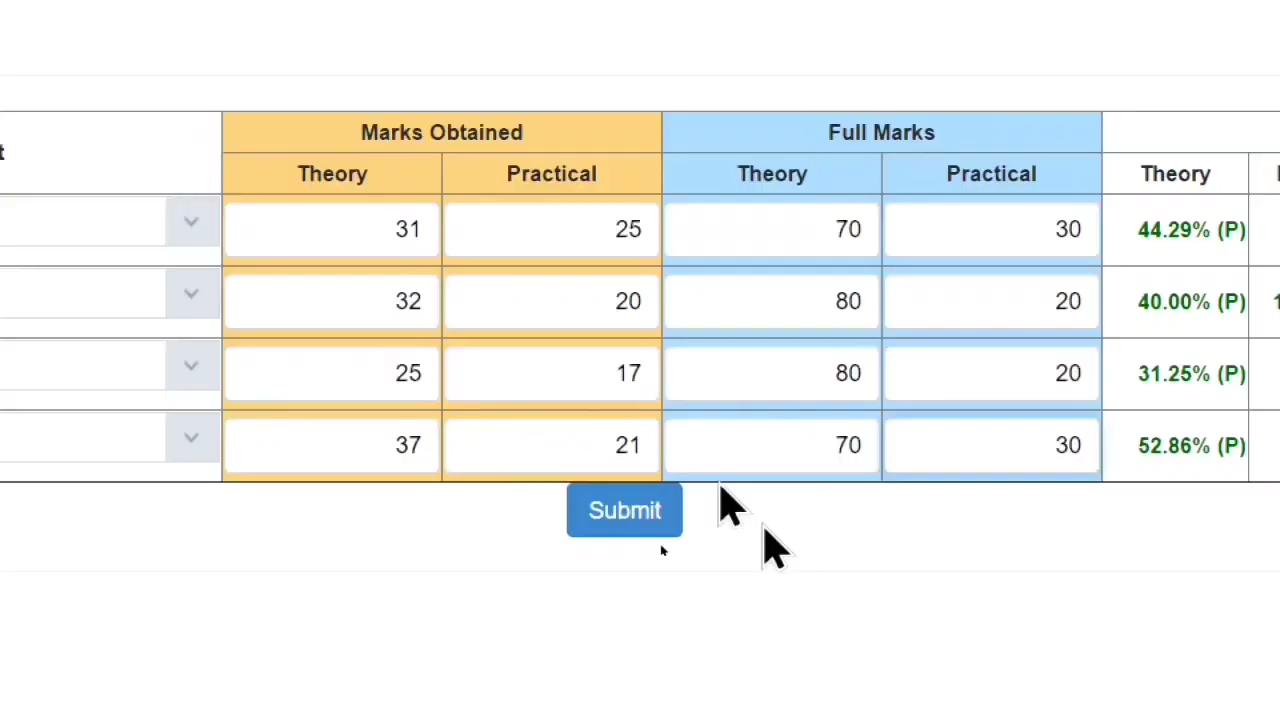 Marks Obtained Full Marks
t
Theory Practical Theory Practical Theory
31 25 70 30 44.29% (P)
32 20 80 20 40.00% (P) 1
25 17 80 20 31.25% (P)
37 21 70 30 52.86% (P)
Submit